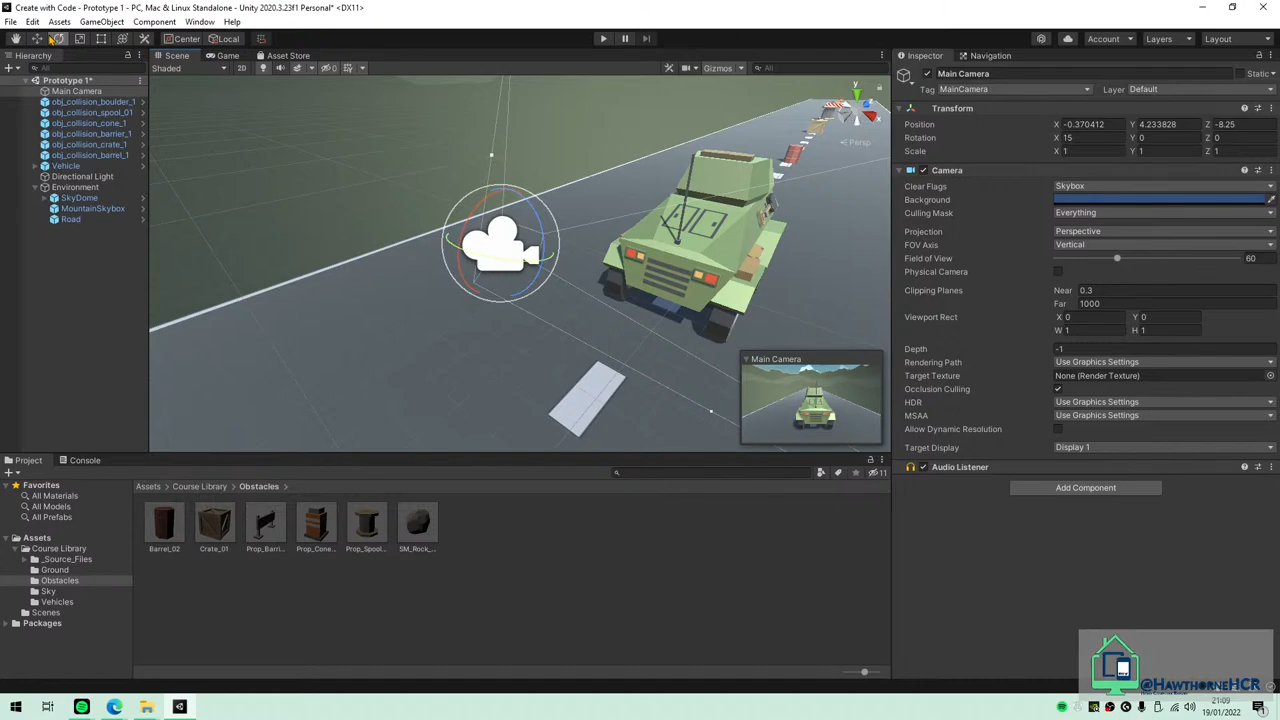 Create with Code - Prototype 1 - PC, Mac & Linux Standalone - Unity 2020.3.23f1 Personal* <DX11>
File Edit Assets GameObject Component Window Help
Center Local Account Layers Layout
Hierarchy
All
Prototype 1*
Main Camera
obj_collision_boulder_1
obj_collision_spool_01
obj_collision_cone_1
obj_collision_barrier_1
obj_collision_crate_1
obj_collision_barrel_1
Vehicle
Directional Light
Environment
SkyDome
MountainSkybox
Road
Scene Game Asset Store
Shaded 2D 0 Gizmos All
y
x
Persp
Main Camera
Inspector Navigation
Main Camera Static
Tag MainCamera Layer Default
Transform
Position X -0.370412 Y 4.233828 Z -8.25
Rotation X 15 Y 0 Z 0
Scale X 1 Y 1 Z 1
Camera
Clear Flags Skybox
Background
Culling Mask Everything
Projection Perspective
FOV Axis Vertical
Field of View 60
Physical Camera
Clipping Planes Near 0.3
Far 1000
Viewport Rect X 0 Y 0
W 1 H 1
Depth -1
Rendering Path Use Graphics Settings
Target Texture None (Render Texture)
Occlusion Culling
HDR Use Graphics Settings
MSAA Use Graphics Settings
Allow Dynamic Resolution
Target Display Display 1
Audio Listener
Add Component
Project Console
11
Favorites
All Materials
All Models
All Prefabs
Assets
Course Library
_Source_Files
Ground
Obstacles
Sky
Vehicles
Scenes
Packages
Assets Course Library Obstacles
Barrel_02 Crate_01 Prop_Barri... Prop_Cone... Prop_Spool... SM_Rock_...
@HawthorneHCR
21:09
19/01/2022